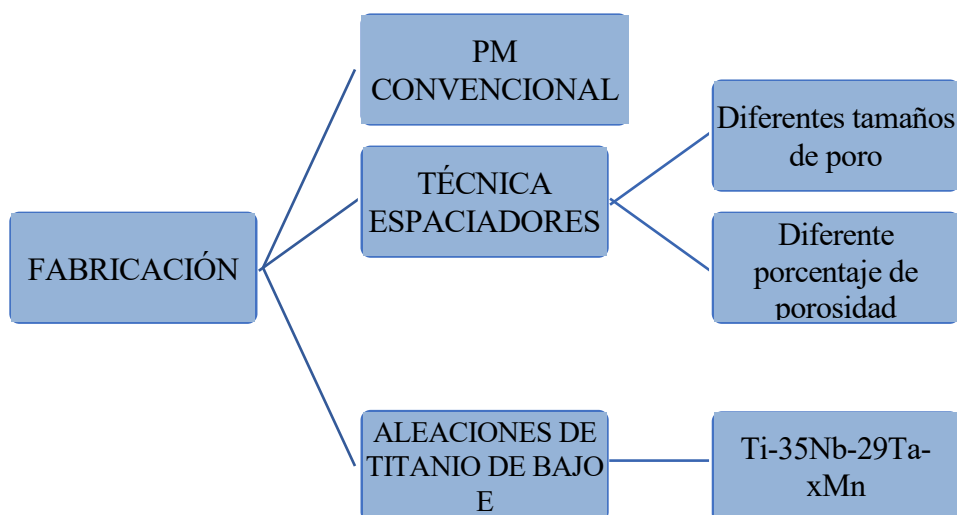 PM
CONVENCIONAL
Diferentes tamaños
de poro
TÉCNICA
ESPACIADORES
FABRICACIÓN
Diferente
porcentaje de
porosidad
ALEACIONES DE
TITANIO DE BAJO
E
Ti-35Nb-29Ta-
xMn